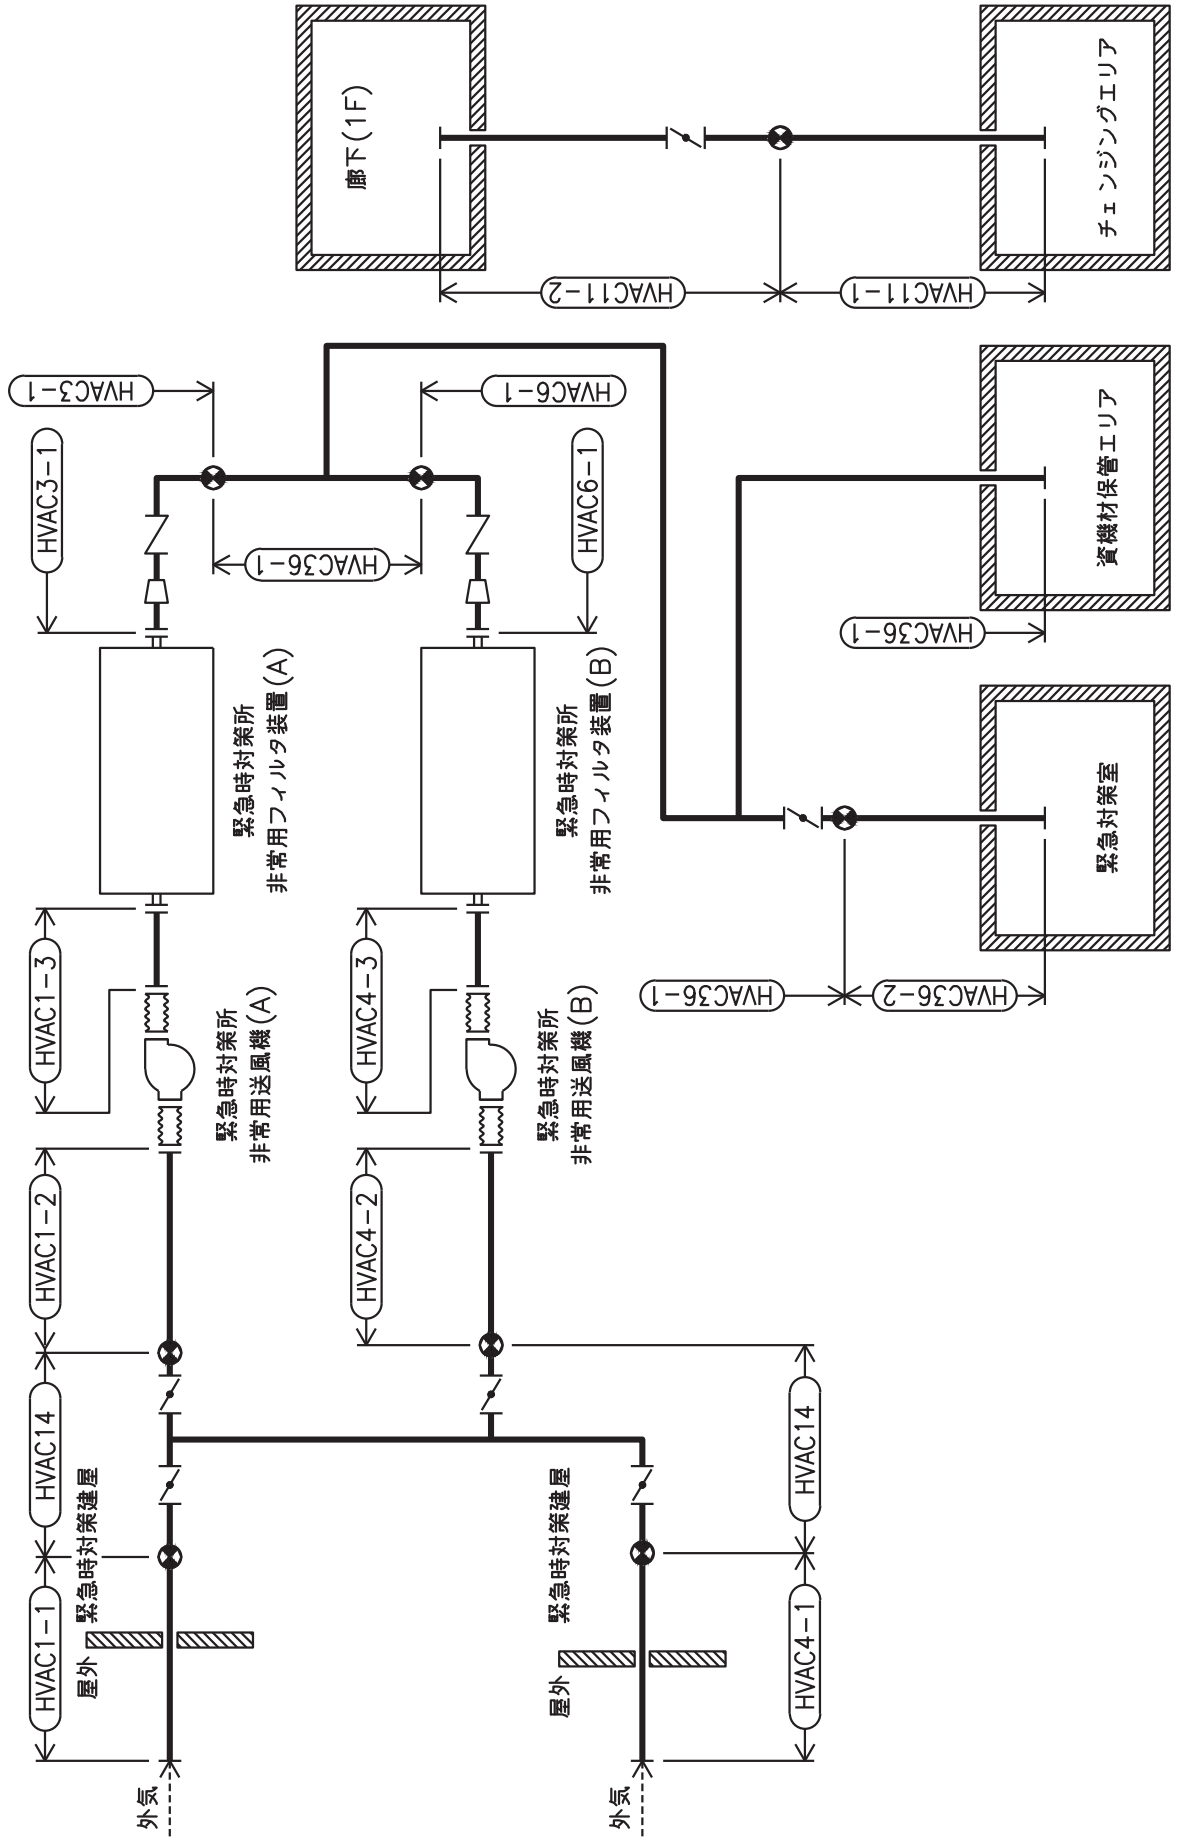 HVAC1-1
HVAC14
HVAC1-2
HVAC1-3
HVAC3-1
HVAC3-1
外気
屋外
緊急時対策建屋
緊急時対策所
非常用送風機(A)
緊急時対策所
非常用フィルタ装置(A)
HVAC36-1
HVAC4-2
HVAC4-3
HVAC6-1
HVAC6-1
緊急時対策所
非常用送風機(B)
緊急時対策所
非常用フィルタ装置(B)
外気
屋外
緊急時対策建屋
HVAC4-1
HVAC14
廊下(1F)
HVAC11-2
HVAC11-1
チェンジングエリア
HVAC36-1
資機材保管エリア
HVAC36-1
HVAC36-2
緊急対策室